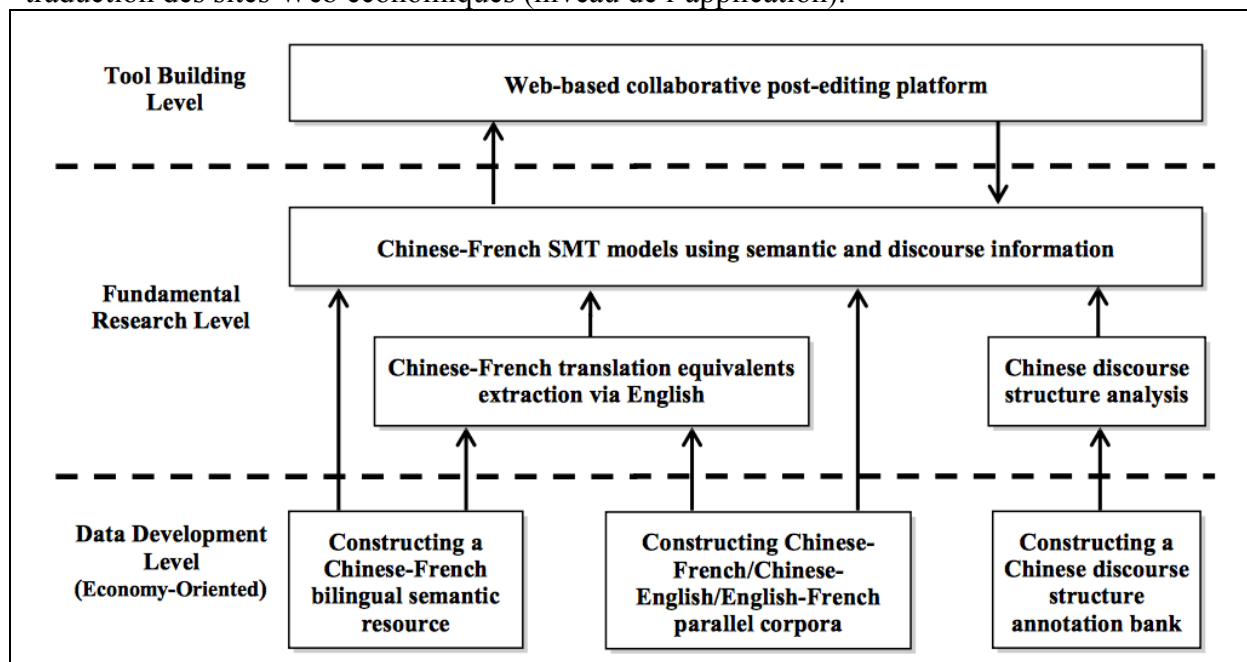 traduction des sites Web économiques (niveau de l'application).
Tool Building
Level
Web-based collaborative post-editing platform
Chinese-French SMT models using semantic and discourse information
Fundamental
Research Level
Chinese-French translation equivalents
extraction via English
Chinese discourse
structure analysis
Data Development
Level
(Economy-Oriented)
Constructing a
Chinese-French
bilingual semantic
resource
Constructing Chinese-
French/Chinese-
English/English-French
parallel corpora
Constructing a
Chinese discourse
structure
annotation bank